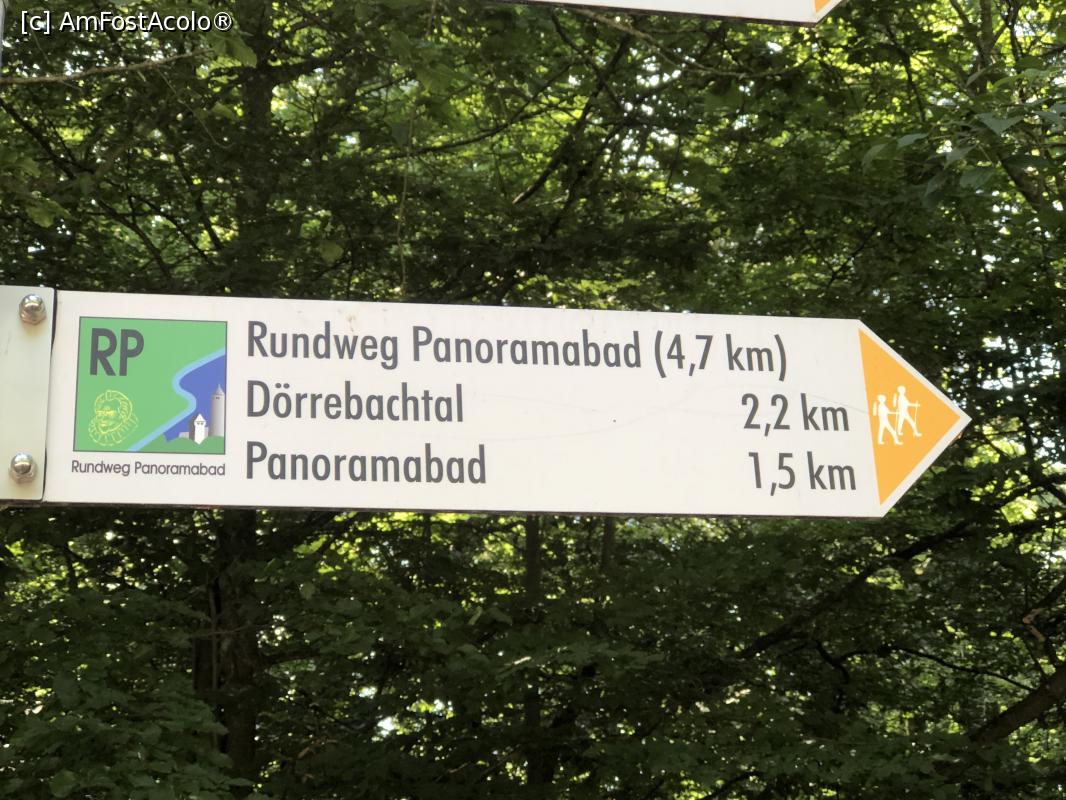 [c] AmFostAcolo®
RP
Rundweg Panoramabad
Rundweg Panoramabad (4,7 km)
Dörrebachtal 2,2 km
Panoramabad 1,5 km